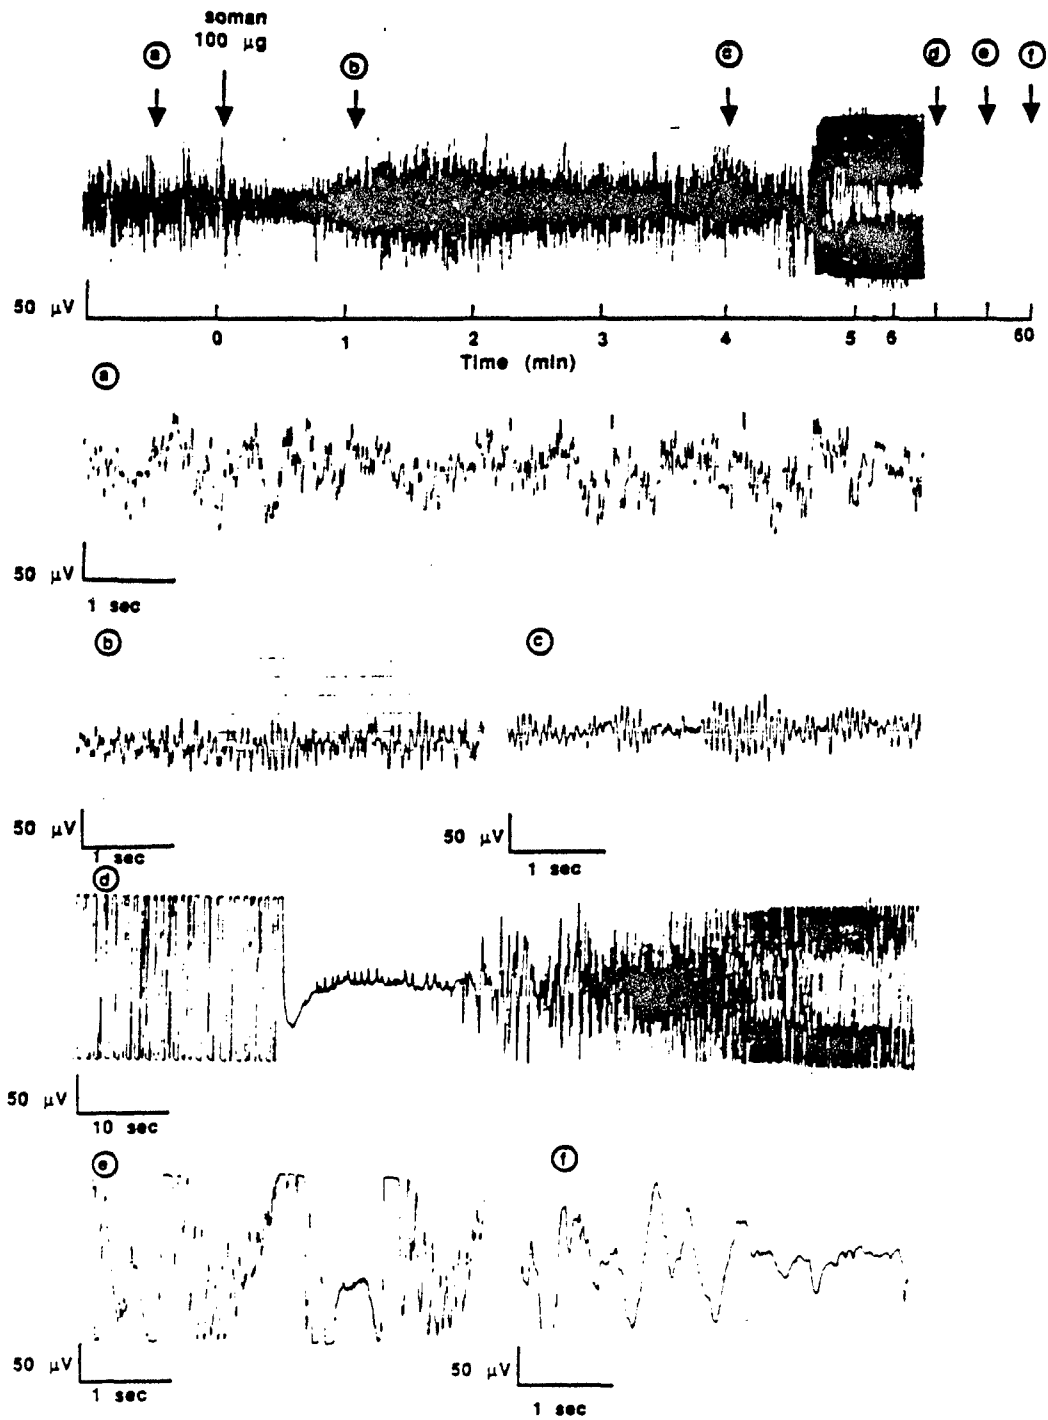 soman
100 μg
a b c d e f
50 μV
0 1 2 3 4 5 6 60
Time (min)
a
50 μV
1 sec
b c
50 μV 50 μV
1 sec 1 sec
d
50 μV
10 sec
e f
50 μV 50 μV
1 sec 1 sec